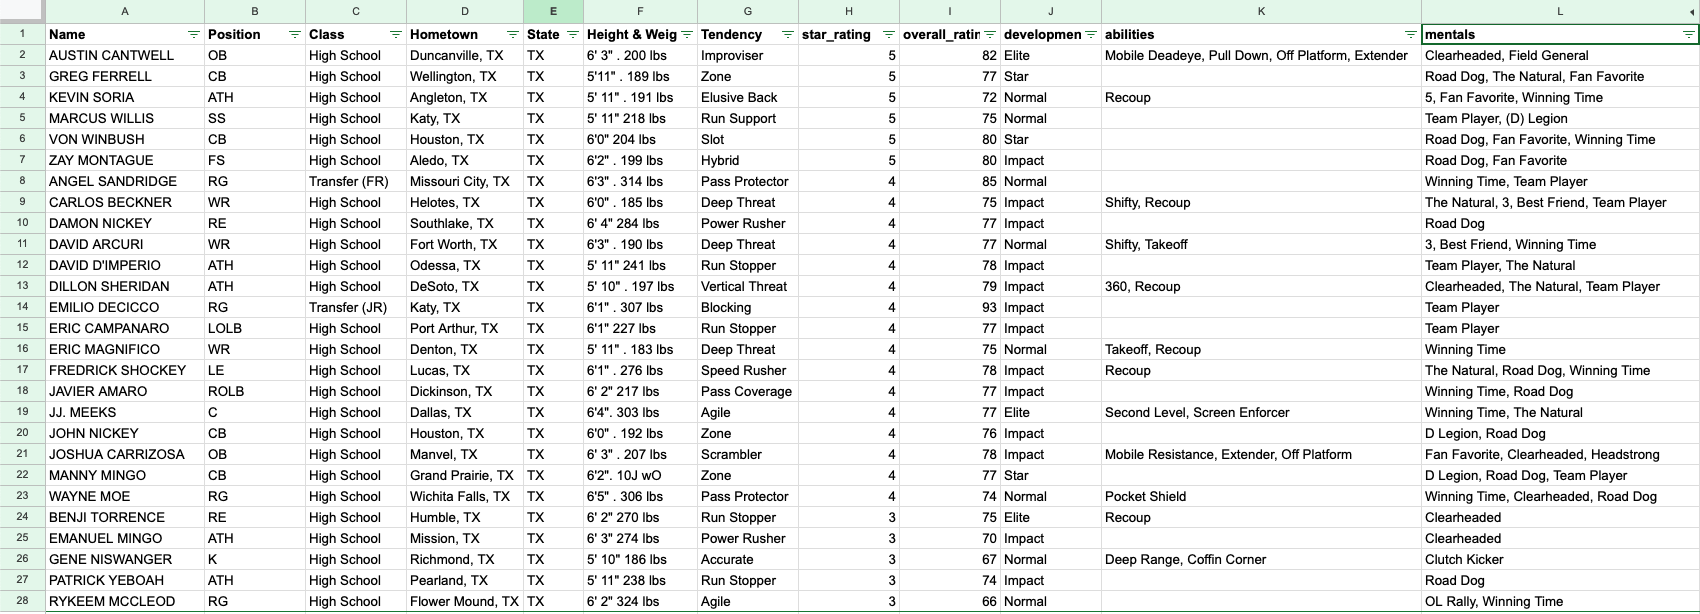 A B C D E F G H I J K L
1 Name Position Class Hometown State Height & Weig Tendency star_rating overall_ratin developmen abilities mentals
2 AUSTIN CANTWELL OB High School Duncanville, TX TX 6' 3" . 200 lbs Improviser 5 82 Elite Mobile Deadeye, Pull Down, Off Platform, Extender Clearheaded, Field General
3 GREG FERRELL CB High School Wellington, TX TX 5'11" . 189 lbs Zone 5 77 Star Road Dog, The Natural, Fan Favorite
4 KEVIN SORIA ATH High School Angleton, TX TX 5' 11" . 191 lbs Elusive Back 5 72 Normal Recoup 5, Fan Favorite, Winning Time
5 MARCUS WILLIS SS High School Katy, TX TX 5' 11" 218 lbs Run Support 5 75 Normal Team Player, (D) Legion
6 VON WINBUSH CB High School Houston, TX TX 6'0" 204 lbs Slot 5 80 Star Road Dog, Fan Favorite, Winning Time
7 ZAY MONTAGUE FS High School Aledo, TX TX 6'2" . 199 lbs Hybrid 5 80 Impact Road Dog, Fan Favorite
8 ANGEL SANDRIDGE RG Transfer (FR) Missouri City, TX TX 6'3" . 314 lbs Pass Protector 4 85 Normal Winning Time, Team Player
9 CARLOS BECKNER WR High School Helotes, TX TX 6'0" . 185 lbs Deep Threat 4 75 Impact Shifty, Recoup The Natural, 3, Best Friend, Team Player
10 DAMON NICKEY RE High School Southlake, TX TX 6' 4" 284 lbs Power Rusher 4 77 Impact Road Dog
11 DAVID ARCURI WR High School Fort Worth, TX TX 6'3" . 190 lbs Deep Threat 4 77 Normal Shifty, Takeoff 3, Best Friend, Winning Time
12 DAVID D'IMPERIO ATH High School Odessa, TX TX 5' 11" 241 lbs Run Stopper 4 78 Impact Team Player, The Natural
13 DILLON SHERIDAN ATH High School DeSoto, TX TX 5' 10" . 197 lbs Vertical Threat 4 79 Impact 360, Recoup Clearheaded, The Natural, Team Player
14 EMILIO DECICCO RG Transfer (JR) Katy, TX TX 6'1" . 307 lbs Blocking 4 93 Impact Team Player
15 ERIC CAMPANARO LOLB High School Port Arthur, TX TX 6'1" 227 lbs Run Stopper 4 77 Impact Team Player
16 ERIC MAGNIFICO WR High School Denton, TX TX 5' 11" . 183 lbs Deep Threat 4 75 Normal Takeoff, Recoup Winning Time
17 FREDRICK SHOCKEY LE High School Lucas, TX TX 6'1" . 276 lbs Speed Rusher 4 78 Impact Recoup The Natural, Road Dog, Winning Time
18 JAVIER AMARO ROLB High School Dickinson, TX TX 6' 2" 217 lbs Pass Coverage 4 77 Impact Winning Time, Road Dog
19 JJ. MEEKS C High School Dallas, TX TX 6'4". 303 lbs Agile 4 77 Elite Second Level, Screen Enforcer Winning Time, The Natural
20 JOHN NICKEY CB High School Houston, TX TX 6'0" . 192 lbs Zone 4 76 Impact D Legion, Road Dog
21 JOSHUA CARRIZOSA OB High School Manvel, TX TX 6' 3" . 207 lbs Scrambler 4 78 Impact Mobile Resistance, Extender, Off Platform Fan Favorite, Clearheaded, Headstrong
22 MANNY MINGO CB High School Grand Prairie, TX TX 6'2". 10J wO Zone 4 77 Star D Legion, Road Dog, Team Player
23 WAYNE MOE RG High School Wichita Falls, TX TX 6'5" . 306 lbs Pass Protector 4 74 Normal Pocket Shield Winning Time, Clearheaded, Road Dog
24 BENJI TORRENCE RE High School Humble, TX TX 6' 2" 270 lbs Run Stopper 3 75 Elite Recoup Clearheaded
25 EMANUEL MINGO ATH High School Mission, TX TX 6' 3" 274 lbs Power Rusher 3 70 Impact Clearheaded
26 GENE NISWANGER K High School Richmond, TX TX 5' 10" 186 lbs Accurate 3 67 Normal Deep Range, Coffin Corner Clutch Kicker
27 PATRICK YEBOAH ATH High School Pearland, TX TX 5' 11" 238 lbs Run Stopper 3 74 Impact Road Dog
28 RYKEEM MCCLEOD RG High School Flower Mound, TX TX 6' 2" 324 lbs Agile 3 66 Normal OL Rally, Winning Time